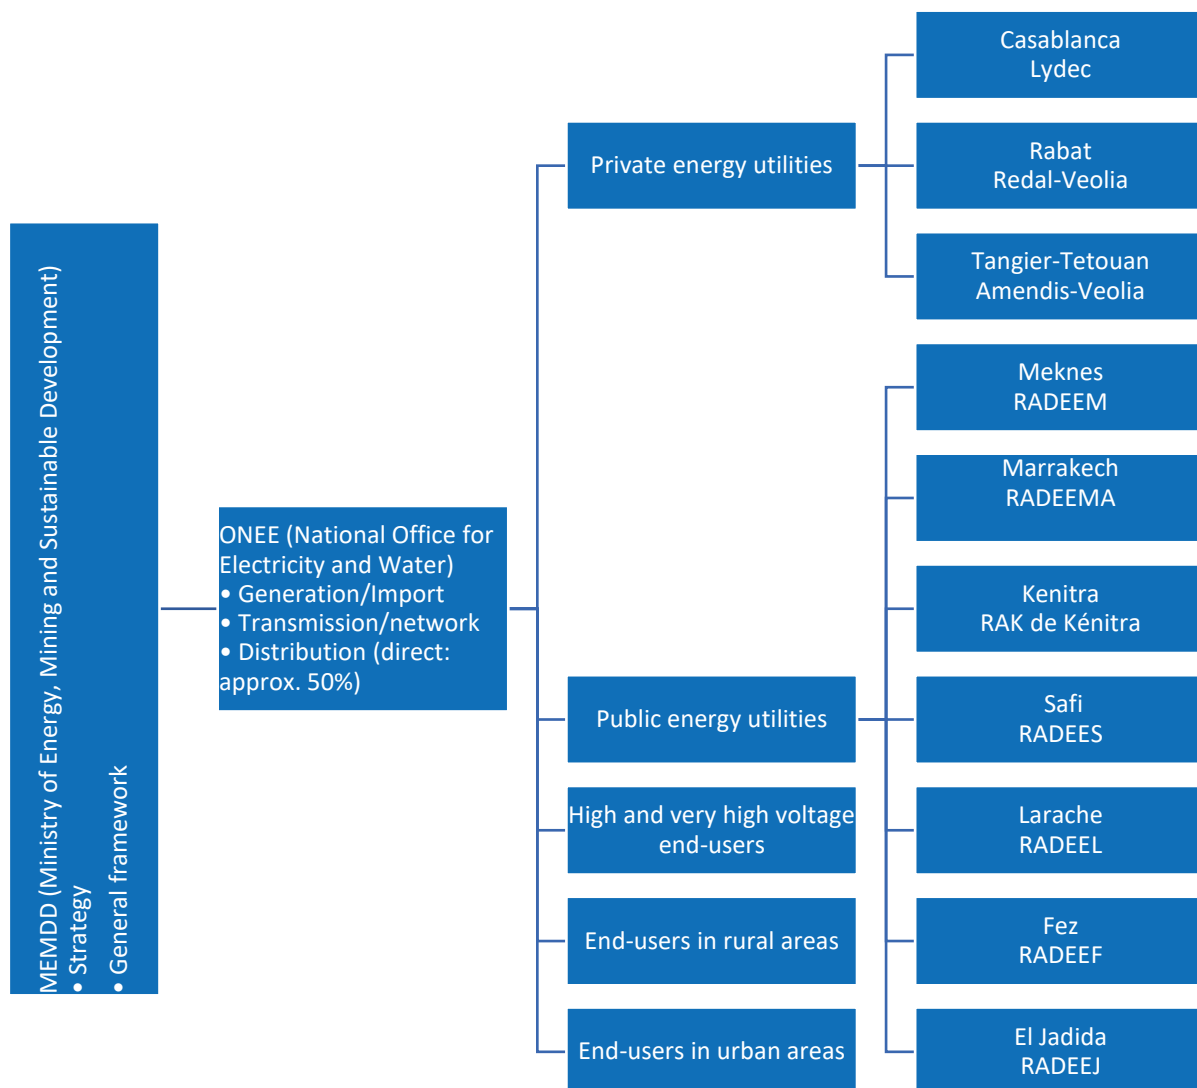 MEMDD (Ministry of Energy, Mining and Sustainable Development)
• Strategy
• General framework
ONEE (National Office for
Electricity and Water)
• Generation/Import
• Transmission/network
• Distribution (direct:
approx. 50%)
Private energy utilities
Casablanca
Lydec
Rabat
Redal-Veolia
Tangier-Tetouan
Amendis-Veolia
Public energy utilities
Meknes
RADEEM
Marrakech
RADEEMA
Kenitra
RAK de Kénitra
Safi
RADEES
Larache
RADEEL
Fez
RADEEF
El Jadida
RADEEJ
High and very high voltage
end-users
End-users in rural areas
End-users in urban areas